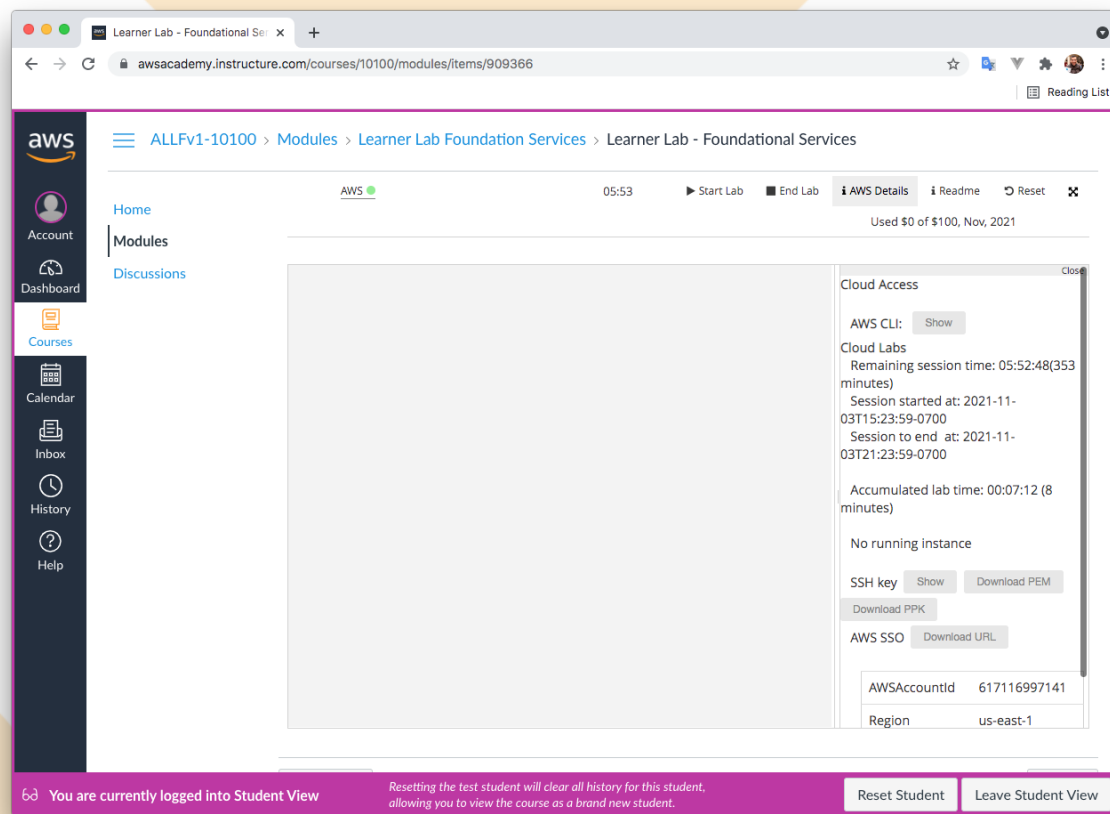 Learner Lab - Foundational Ser
awsacademy.instructure.com/courses/10100/modules/items/909366
Reading List
aws
ALLFv1-10100 > Modules > Learner Lab Foundation Services > Learner Lab - Foundational Services
AWS
05:53
Start Lab
End Lab
AWS Details
Readme
Reset
Used $0 of $100, Nov, 2021
Account
Dashboard
Courses
Calendar
Inbox
History
Help
Home
Modules
Discussions
Close
Cloud Access
AWS CLI: Show
Cloud Labs
Remaining session time: 05:52:48(353
minutes)
Session started at: 2021-11-
03T15:23:59-0700
Session to end at: 2021-11-
03T21:23:59-0700
Accumulated lab time: 00:07:12 (8
minutes)
No running instance
SSH key Show Download PEM
Download PPK
AWS SSO Download URL
AWSAccountId 617116997141
Region us-east-1
You are currently logged into Student View
Resetting the test student will clear all history for this student,
allowing you to view the course as a brand new student.
Reset Student
Leave Student View